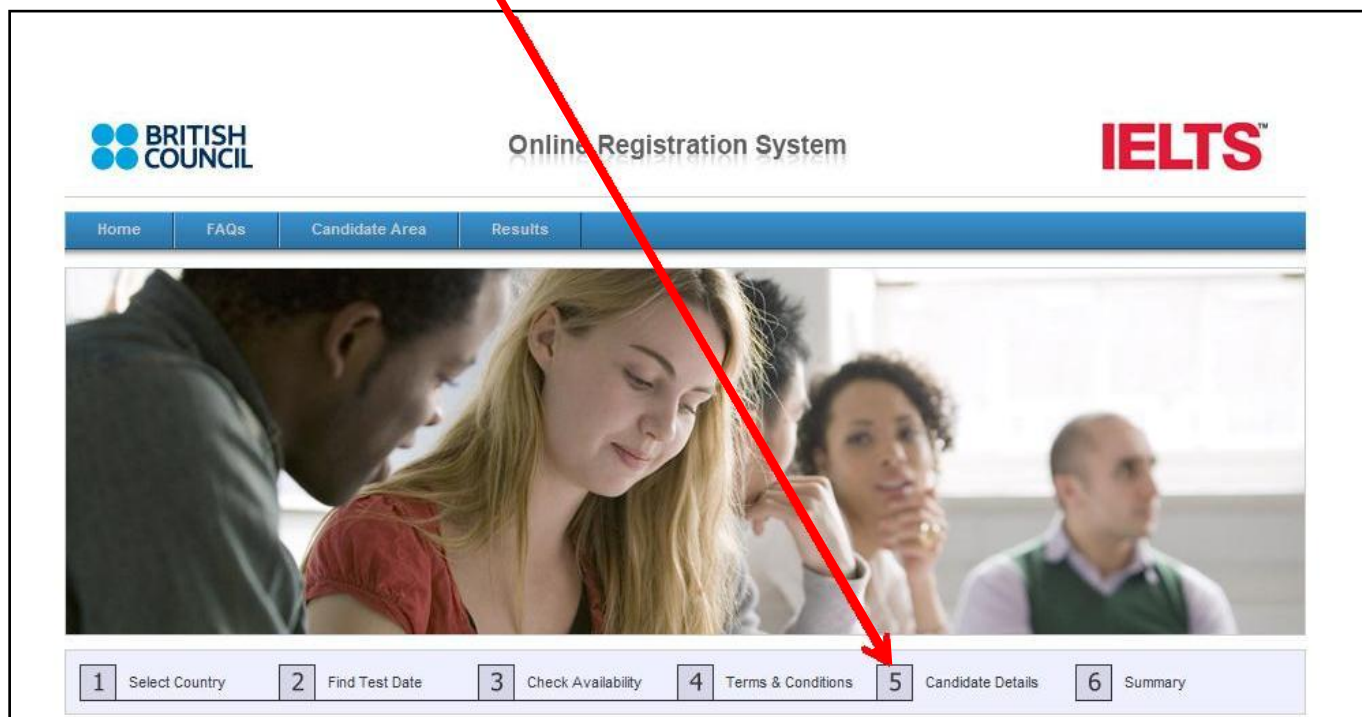 BRITISH
COUNCIL
Online Registration System
IELTS™
Home FAQs Candidate Area Results
1 Select Country 2 Find Test Date 3 Check Availability 4 Terms & Conditions 5 Candidate Details 6 Summary